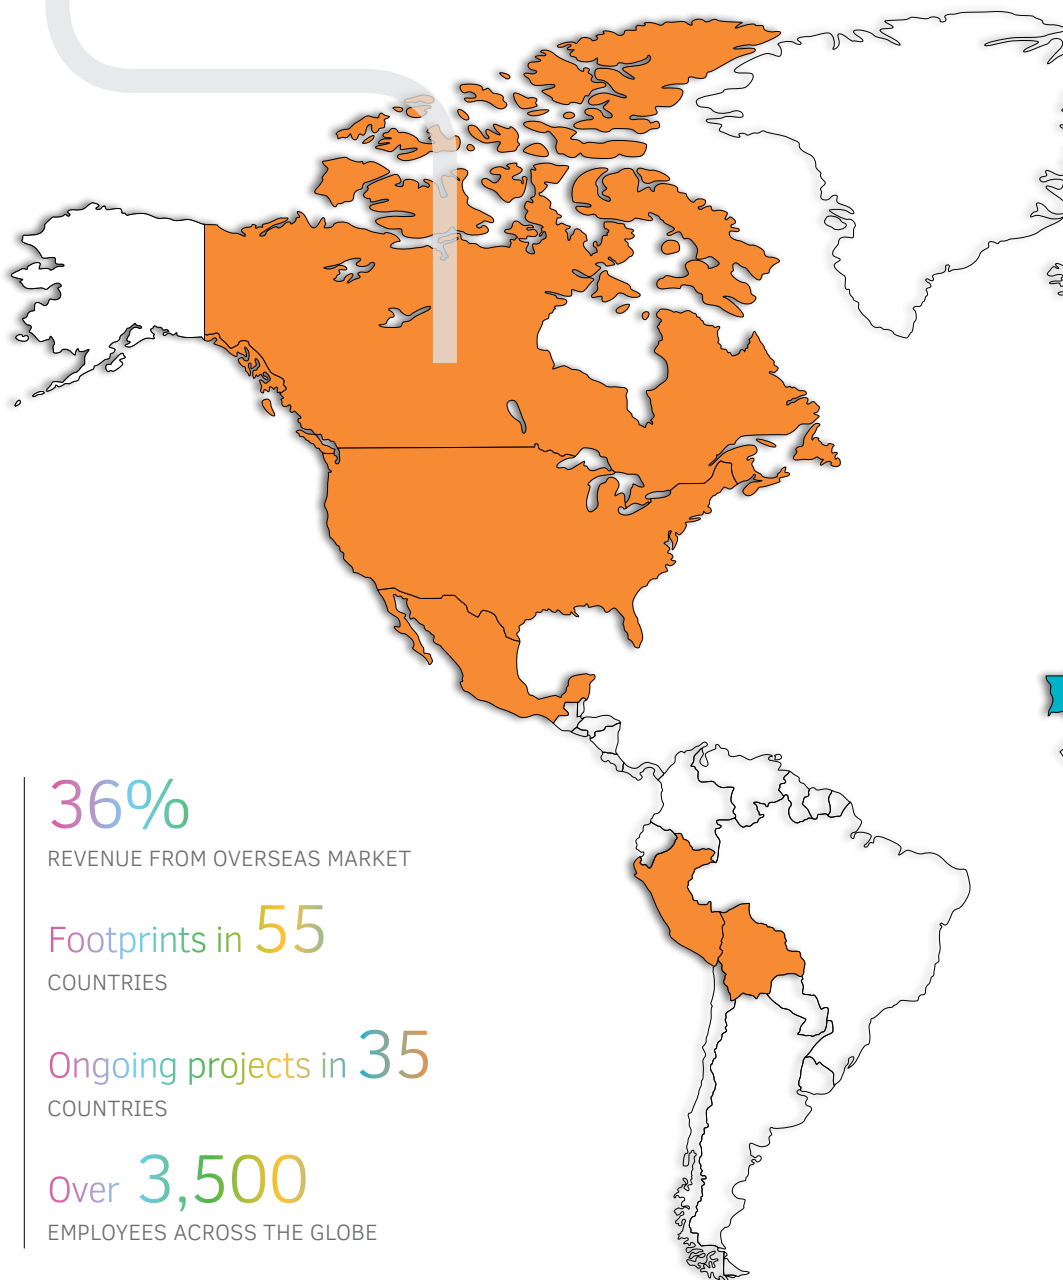 36%
REVENUE FROM OVERSEAS MARKET
Footprints in 55
COUNTRIES
Ongoing projects in 35
COUNTRIES
Over 3,500
EMPLOYEES ACROSS THE GLOBE